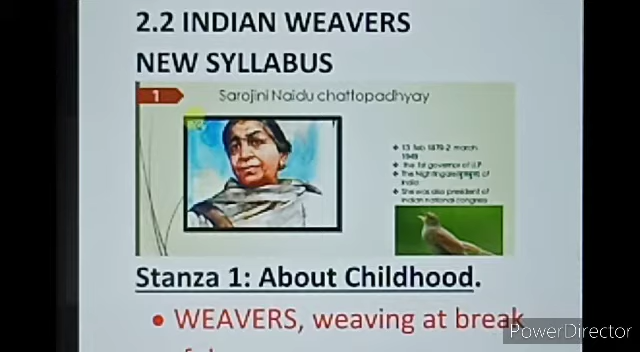 2.2 INDIAN WEAVERS
NEW SYLLABUS
1
Sarojini Naidu chattopadhyay
13 feb 1879-2 march
1949
the 1st governor of U.P
The Nightingale of
India
She was also president of
indian national congress
Stanza 1: About Childhood.
• WEAVERS, weaving at break
PowerDirector